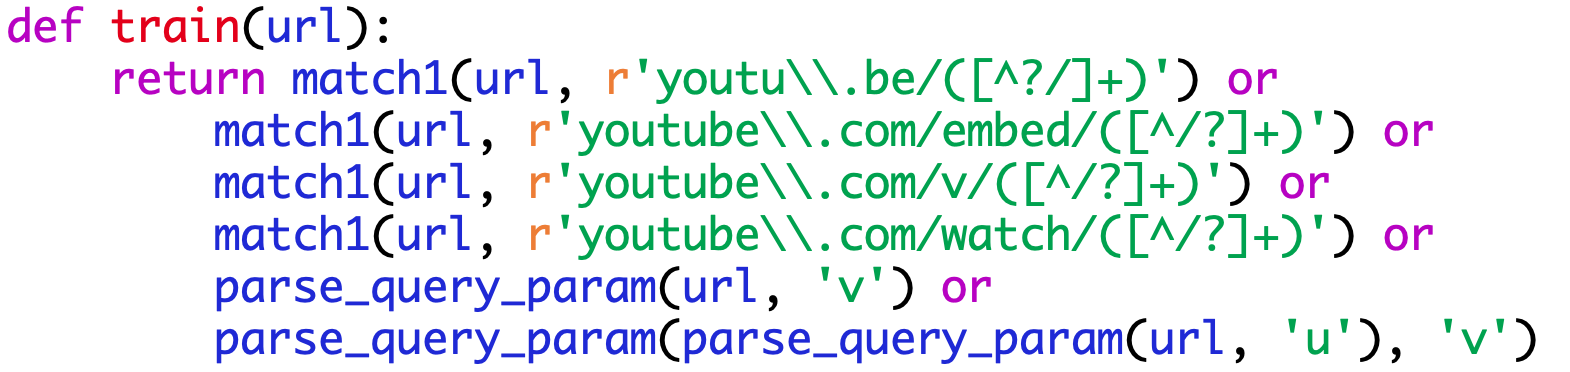 def train(url):
    return match1(url, r'youtu\\.be/([^?/]+)') or
        match1(url, r'youtube\\.com/embed/([^/?]+)') or
        match1(url, r'youtube\\.com/v/([^/?]+)') or
        match1(url, r'youtube\\.com/watch/([^/?]+)') or
        parse_query_param(url, 'v') or
        parse_query_param(parse_query_param(url, 'u'), 'v')